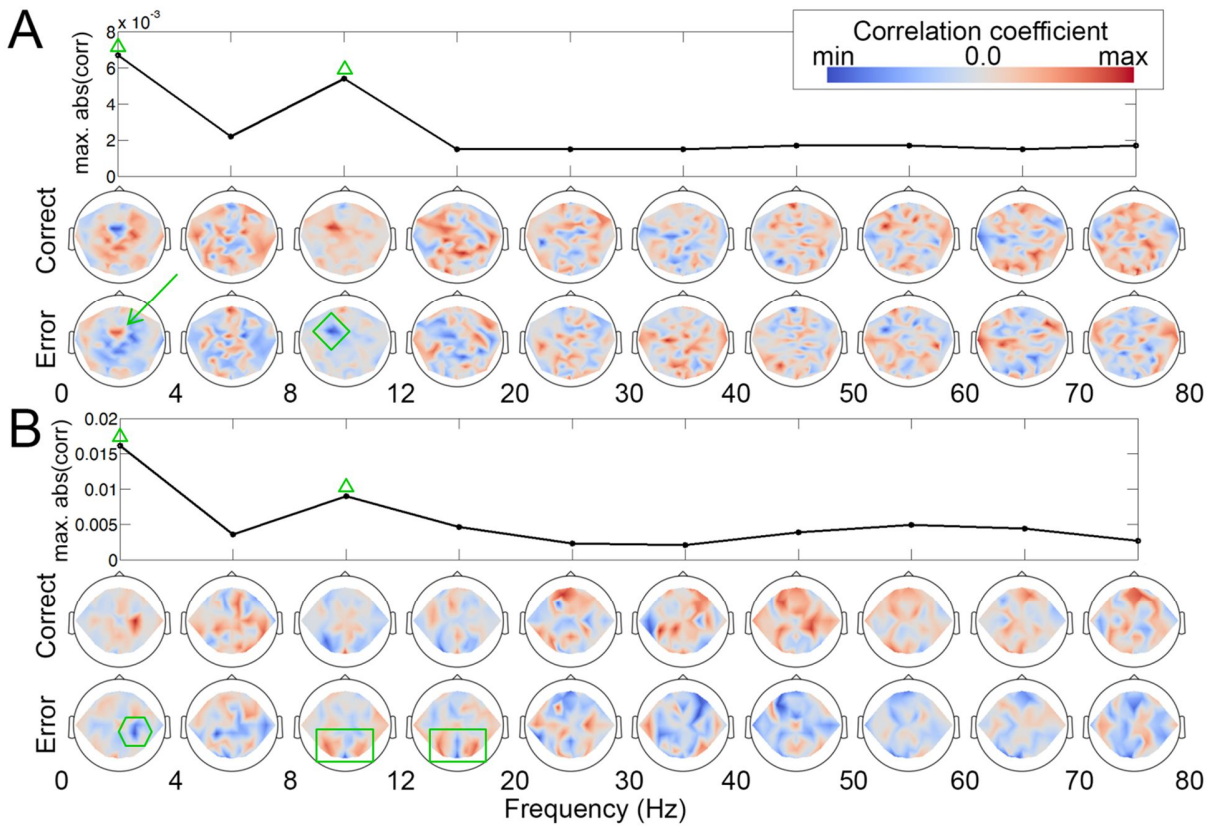 A
8 × 10⁻³
6
4
2
0
max. abs(corr)
Correlation coefficient
min 0.0 max
Correct
Error
0 4 8 12 20 30 40 50 60 70 80
B
0.02
0.015
0.01
0.005
0
max. abs(corr)
Correct
Error
0 4 8 12 20 30 40 50 60 70 80
Frequency (Hz)